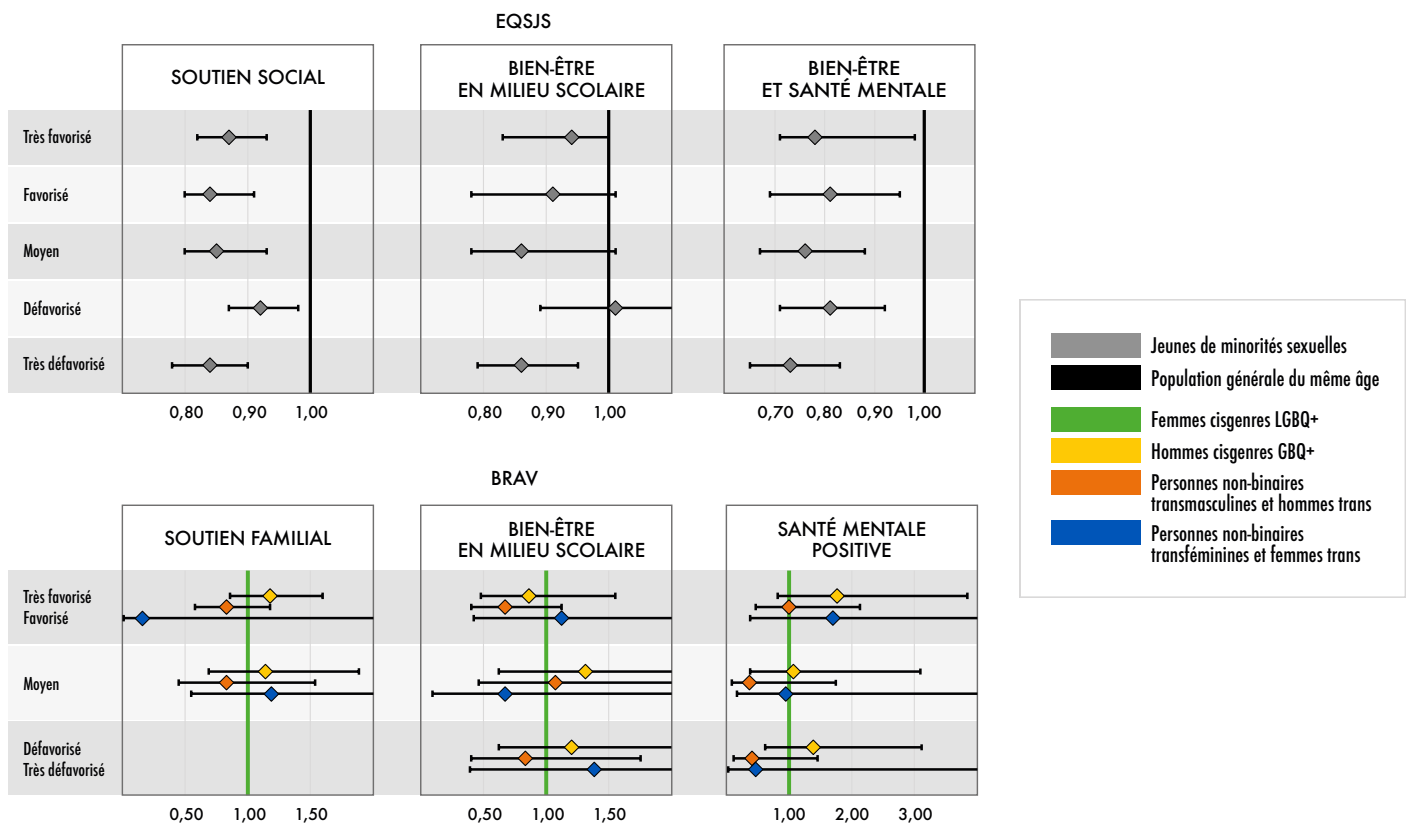 EQSJS
SOUTIEN SOCIAL
BIEN-ÊTRE
EN MILIEU SCOLAIRE
BIEN-ÊTRE
ET SANTÉ MENTALE
Très favorisé
Favorisé
Moyen
Défavorisé
Très défavorisé
0,80 0,90 1,00
0,80 0,90 1,00
0,70 0,80 0,90 1,00
BRAV
SOUTIEN FAMILIAL
BIEN-ÊTRE
EN MILIEU SCOLAIRE
SANTÉ MENTALE
POSITIVE
Très favorisé
Favorisé
Moyen
Défavorisé
Très défavorisé
0,50 1,00 1,50
0,50 1,00 1,50
1,00 2,00 3,00
Jeunes de minorités sexuelles
Population générale du même âge
Femmes cisgenres LGBQ+
Hommes cisgenres GBQ+
Personnes non-binaires
transmasculines et hommes trans
Personnes non-binaires
transféminines et femmes trans